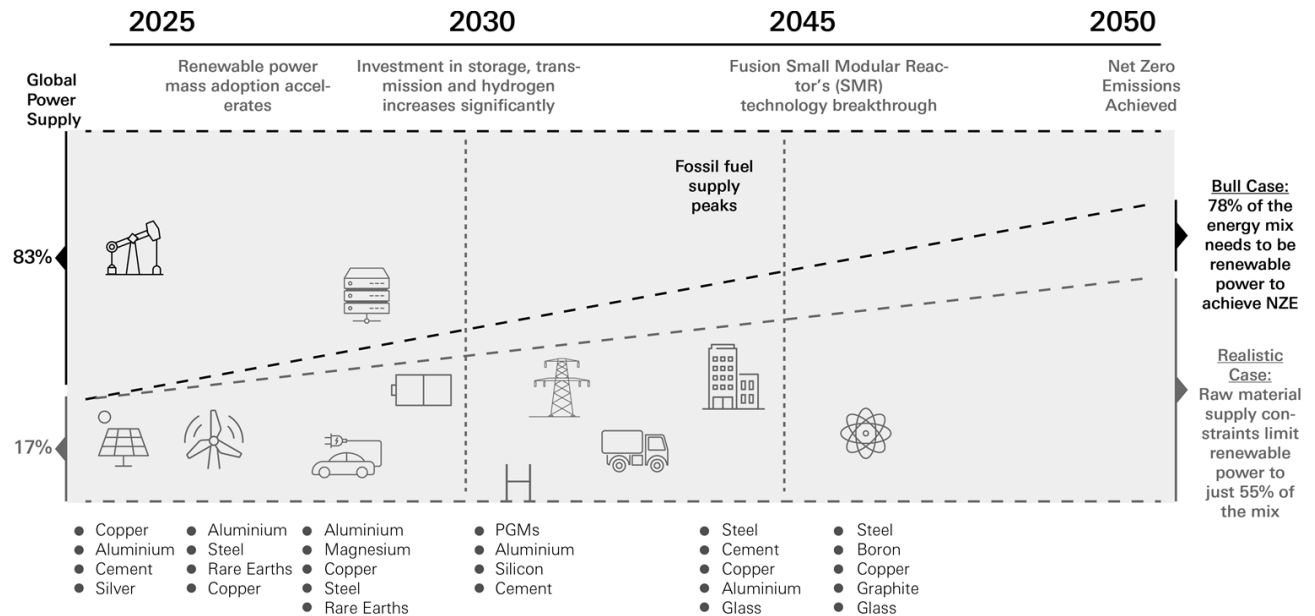 2025
2030
2045
2050
Global
Power
Supply
Renewable power
mass adoption accel-
erates
Investment in storage, trans-
mission and hydrogen
increases significantly
Fusion Small Modular Reac-
tor's (SMR)
technology breakthrough
Net Zero
Emissions
Achieved
Fossil fuel
supply
peaks
83%
17%
Bull Case:
78% of the
energy mix
needs to be
renewable
power to
achieve NZE
Realistic
Case:
Raw material
supply con-
straints limit
renewable
power to
just 55% of
the mix
H
● Copper
● Aluminium
● Cement
● Silver
● Aluminium
● Steel
● Rare Earths
● Copper
● Aluminium
● Magnesium
● Copper
● Steel
● Rare Earths
● PGMs
● Aluminium
● Silicon
● Cement
● Steel
● Cement
● Copper
● Aluminium
● Glass
● Steel
● Boron
● Copper
● Graphite
● Glass